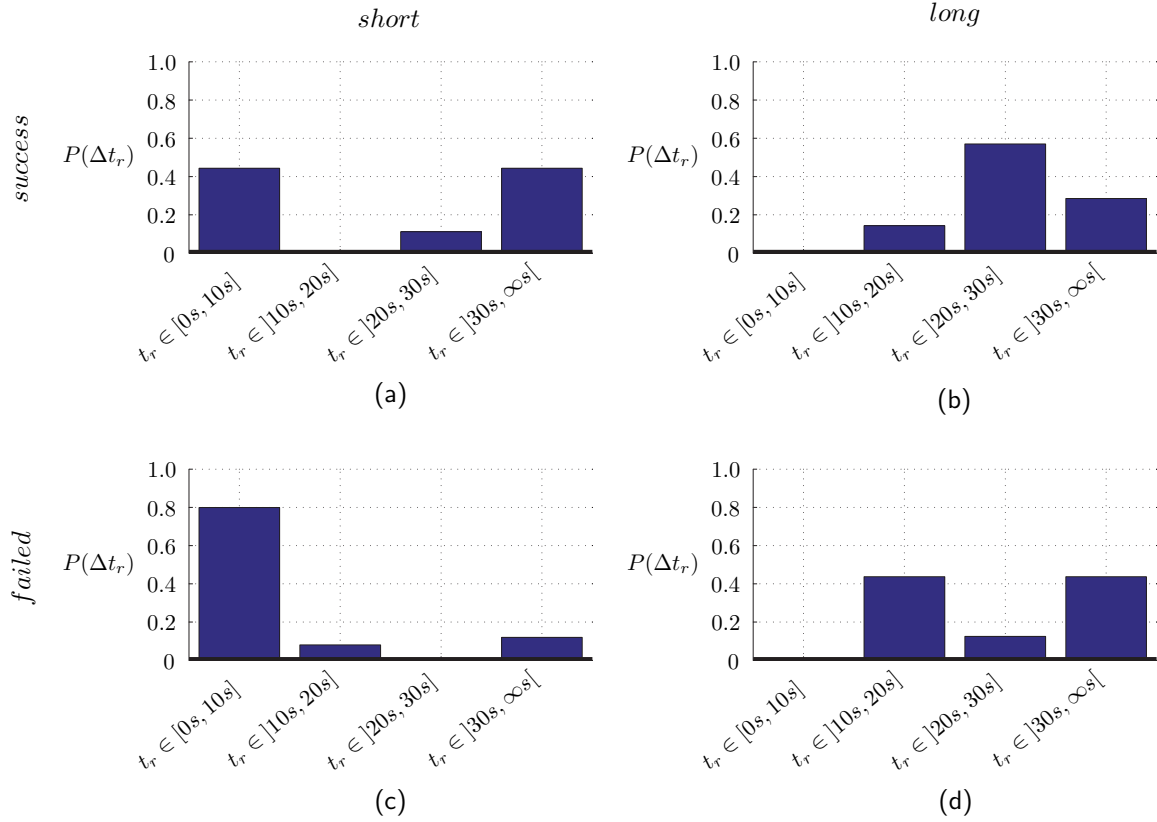 short
long
success
P(Δt_r)
1.0
0.8
0.6
0.4
0.2
0
t_r ∈ [0s, 10s]
t_r ∈ ]10s, 20s]
t_r ∈ ]20s, 30s]
t_r ∈ ]30s, ∞s[
(a)
P(Δt_r)
1.0
0.8
0.6
0.4
0.2
0
t_r ∈ [0s, 10s]
t_r ∈ ]10s, 20s]
t_r ∈ ]20s, 30s]
t_r ∈ ]30s, ∞s[
(b)
failed
P(Δt_r)
1.0
0.8
0.6
0.4
0.2
0
t_r ∈ [0s, 10s]
t_r ∈ ]10s, 20s]
t_r ∈ ]20s, 30s]
t_r ∈ ]30s, ∞s[
(c)
P(Δt_r)
1.0
0.8
0.6
0.4
0.2
0
t_r ∈ [0s, 10s]
t_r ∈ ]10s, 20s]
t_r ∈ ]20s, 30s]
t_r ∈ ]30s, ∞s[
(d)